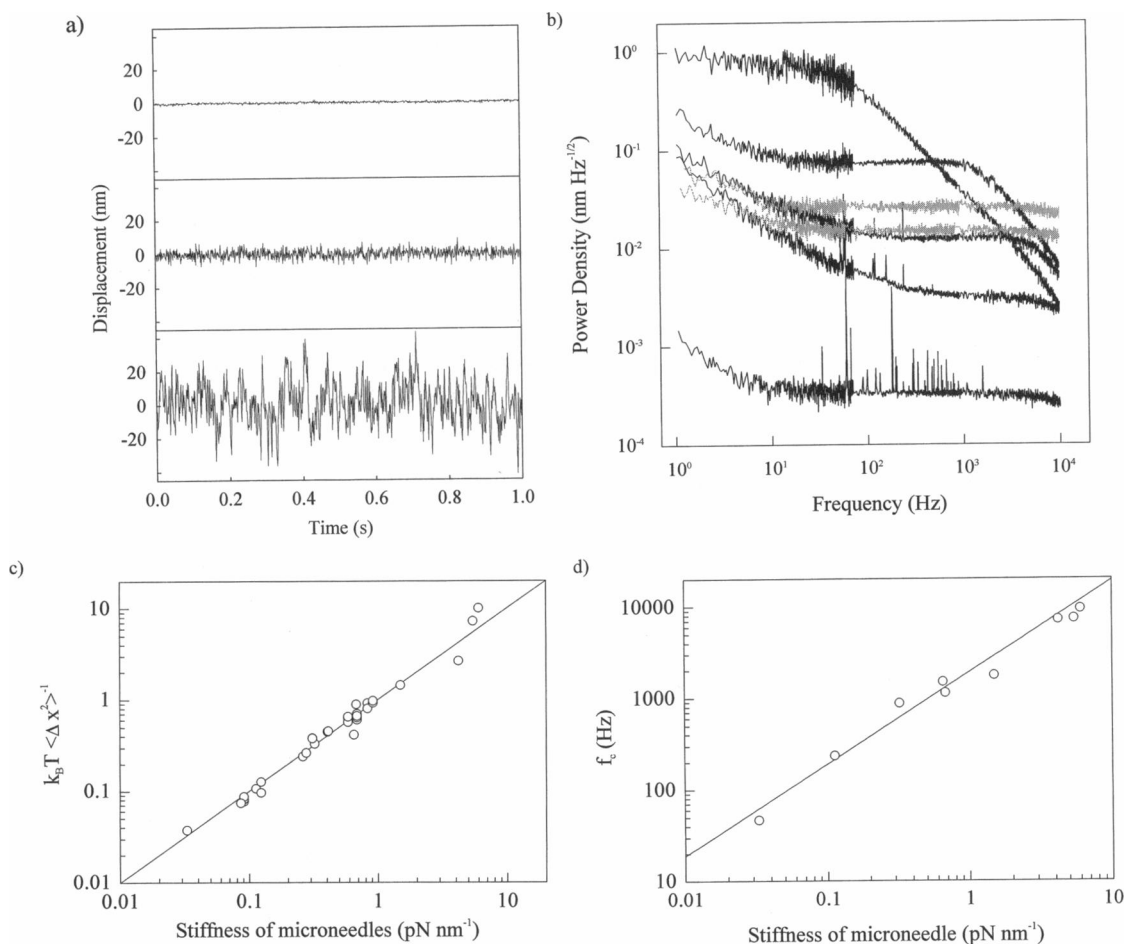 a)
20
0
-20
20
0
-20
20
0
-20
Displacement (nm)
0.0 0.2 0.4 0.6 0.8 1.0
Time (s)
b)
10⁰
10⁻¹
10⁻²
10⁻³
10⁻⁴
Power Density (nm Hz⁻¹/²)
10⁰ 10¹ 10² 10³ 10⁴
Frequency (Hz)
c)
10
1
0.1
0.01
k_BT <Δ x²>⁻¹
0.01 0.1 1 10
Stiffness of microneedles (pN nm⁻¹)
d)
10000
1000
100
10
f_c (Hz)
0.01 0.1 1 10
Stiffness of microneedle (pN nm⁻¹)